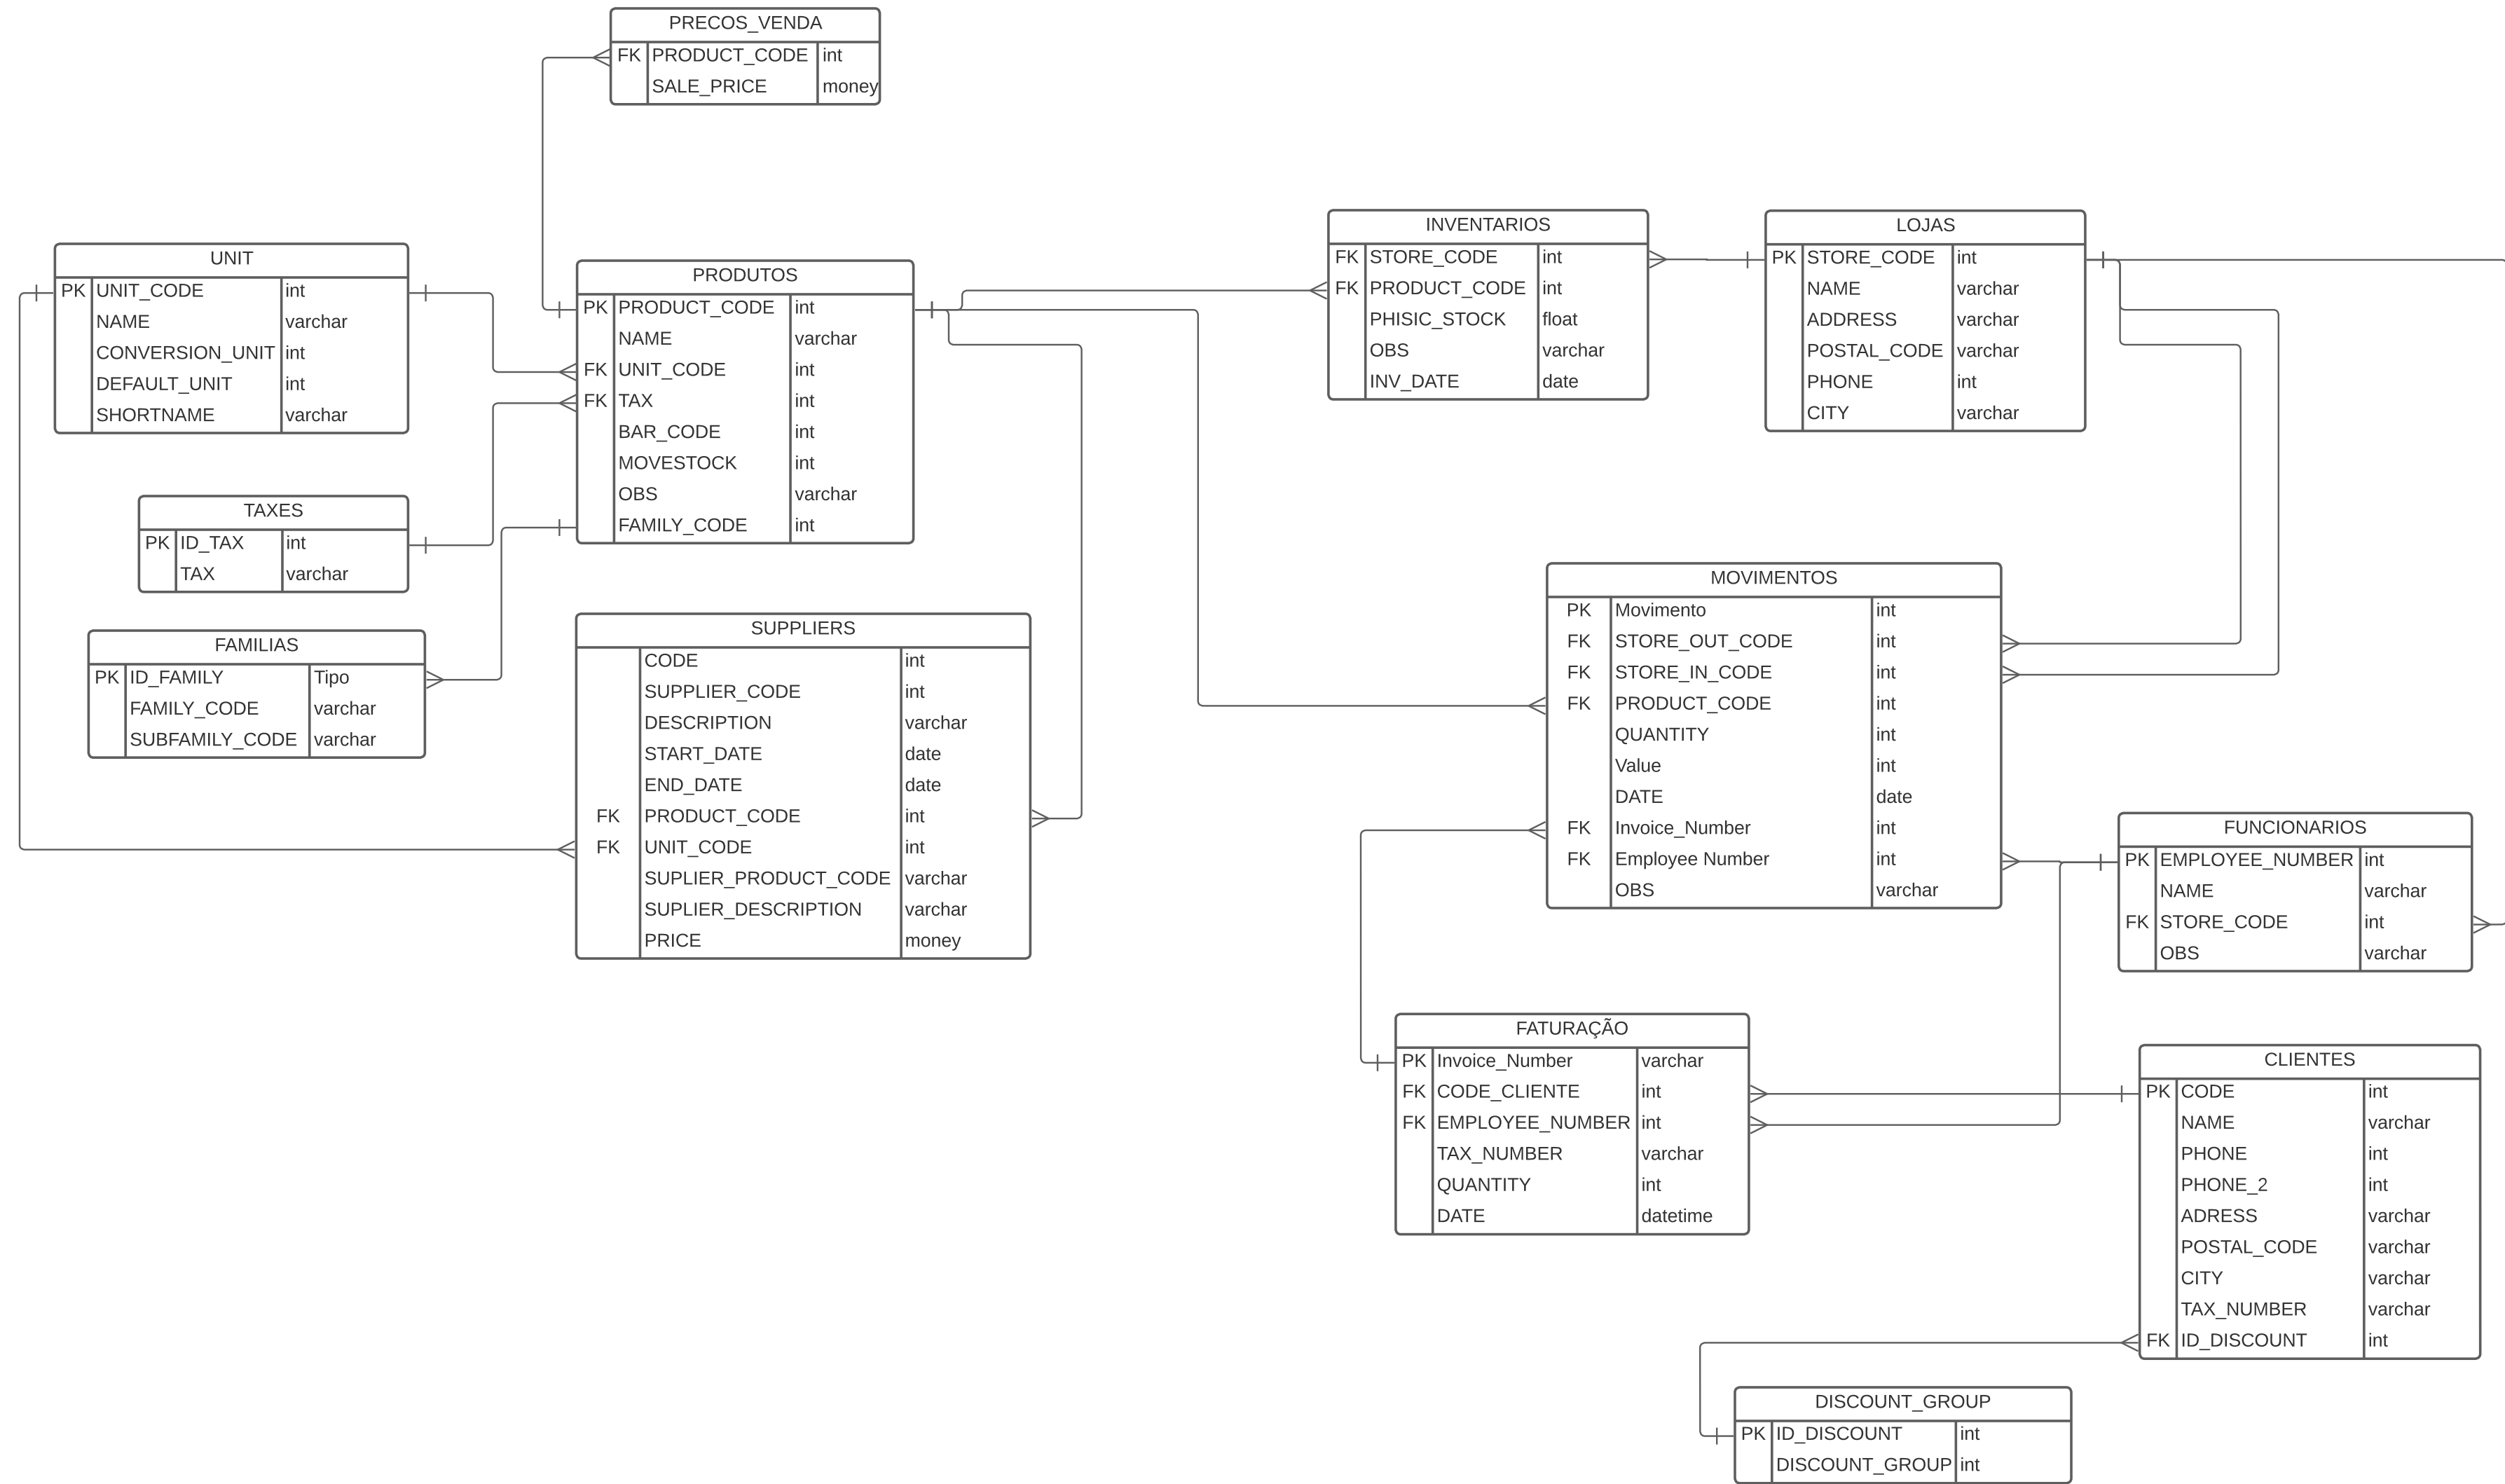 PRECOS_VENDA
FK PRODUCT_CODE int
SALE_PRICE money
UNIT
PK UNIT_CODE int
NAME varchar
CONVERSION_UNIT int
DEFAULT_UNIT int
SHORTNAME varchar
PRODUTOS
PK PRODUCT_CODE int
NAME varchar
FK UNIT_CODE int
FK TAX int
BAR_CODE int
MOVESTOCK int
OBS varchar
FAMILY_CODE int
INVENTARIOS
FK STORE_CODE int
FK PRODUCT_CODE int
PHISIC_STOCK float
OBS varchar
INV_DATE date
LOJAS
PK STORE_CODE int
NAME varchar
ADDRESS varchar
POSTAL_CODE varchar
PHONE int
CITY varchar
TAXES
PK ID_TAX int
TAX varchar
FAMILIAS
PK ID_FAMILY Tipo
FAMILY_CODE varchar
SUBFAMILY_CODE varchar
SUPPLIERS
CODE int
SUPPLIER_CODE int
DESCRIPTION varchar
START_DATE date
END_DATE date
FK PRODUCT_CODE int
FK UNIT_CODE int
SUPLIER_PRODUCT_CODE varchar
SUPLIER_DESCRIPTION varchar
PRICE money
MOVIMENTOS
PK Movimento int
FK STORE_OUT_CODE int
FK STORE_IN_CODE int
FK PRODUCT_CODE int
QUANTITY int
Value int
DATE date
FK Invoice_Number int
FK Employee Number int
OBS varchar
FUNCIONARIOS
PK EMPLOYEE_NUMBER int
NAME varchar
FK STORE_CODE int
OBS varchar
FATURAÇÃO
PK Invoice_Number varchar
FK CODE_CLIENTE int
FK EMPLOYEE_NUMBER int
TAX_NUMBER varchar
QUANTITY int
DATE datetime
CLIENTES
PK CODE int
NAME varchar
PHONE int
PHONE_2 int
ADRESS varchar
POSTAL_CODE varchar
CITY varchar
TAX_NUMBER varchar
FK ID_DISCOUNT int
DISCOUNT_GROUP
PK ID_DISCOUNT int
DISCOUNT_GROUP int